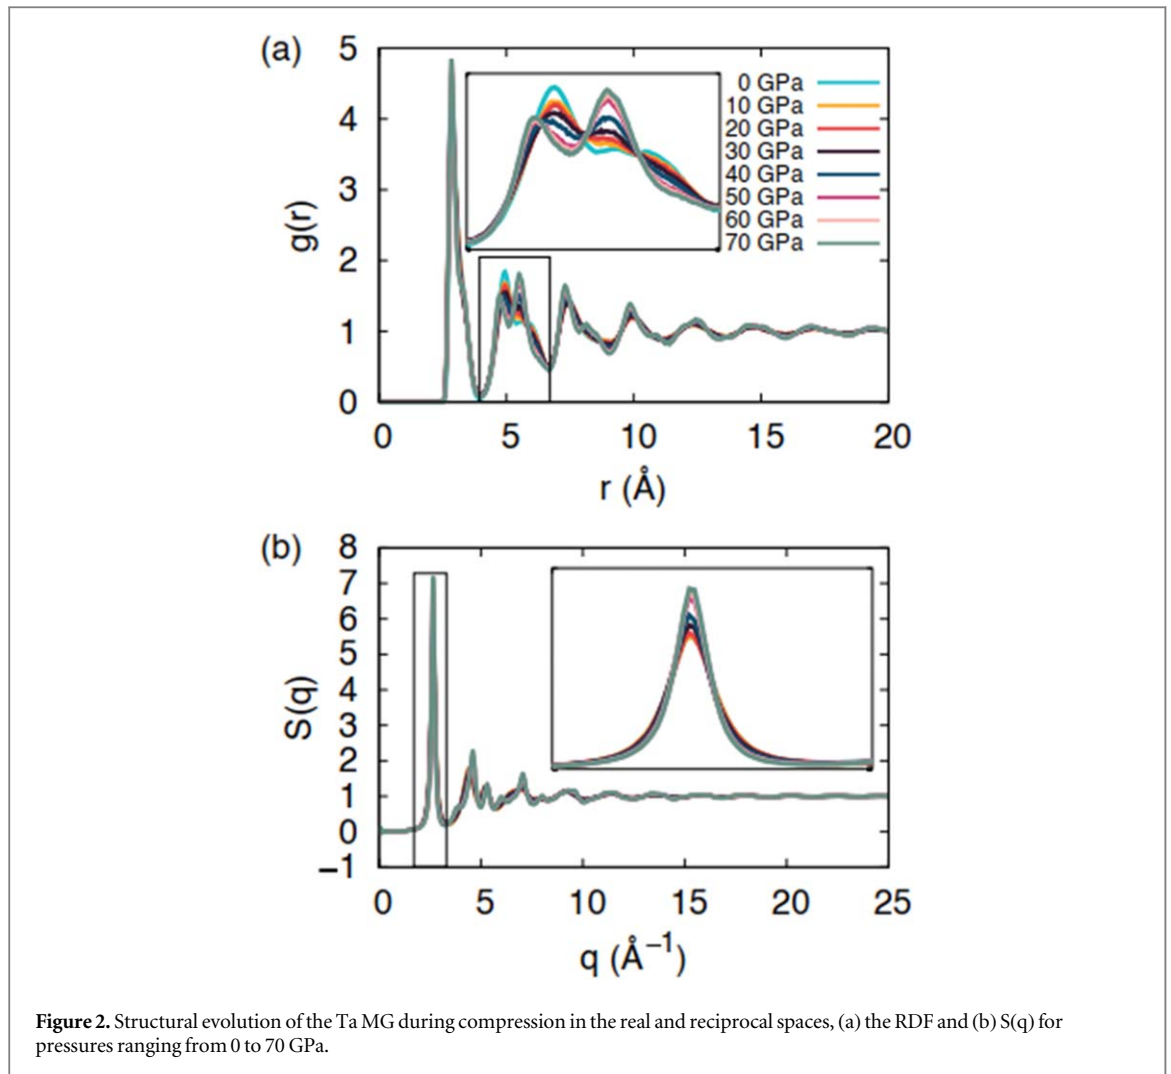 (a)
5
4
3
2
1
0
g(r)
0 GPa
10 GPa
20 GPa
30 GPa
40 GPa
50 GPa
60 GPa
70 GPa
0 5 10 15 20
r (Å)
(b)
8
7
6
5
4
3
2
1
0
−1
S(q)
0 5 10 15 20 25
q (Å⁻¹)
Figure 2. Structural evolution of the Ta MG during compression in the real and reciprocal spaces, (a) the RDF and (b) S(q) for
pressures ranging from 0 to 70 GPa.